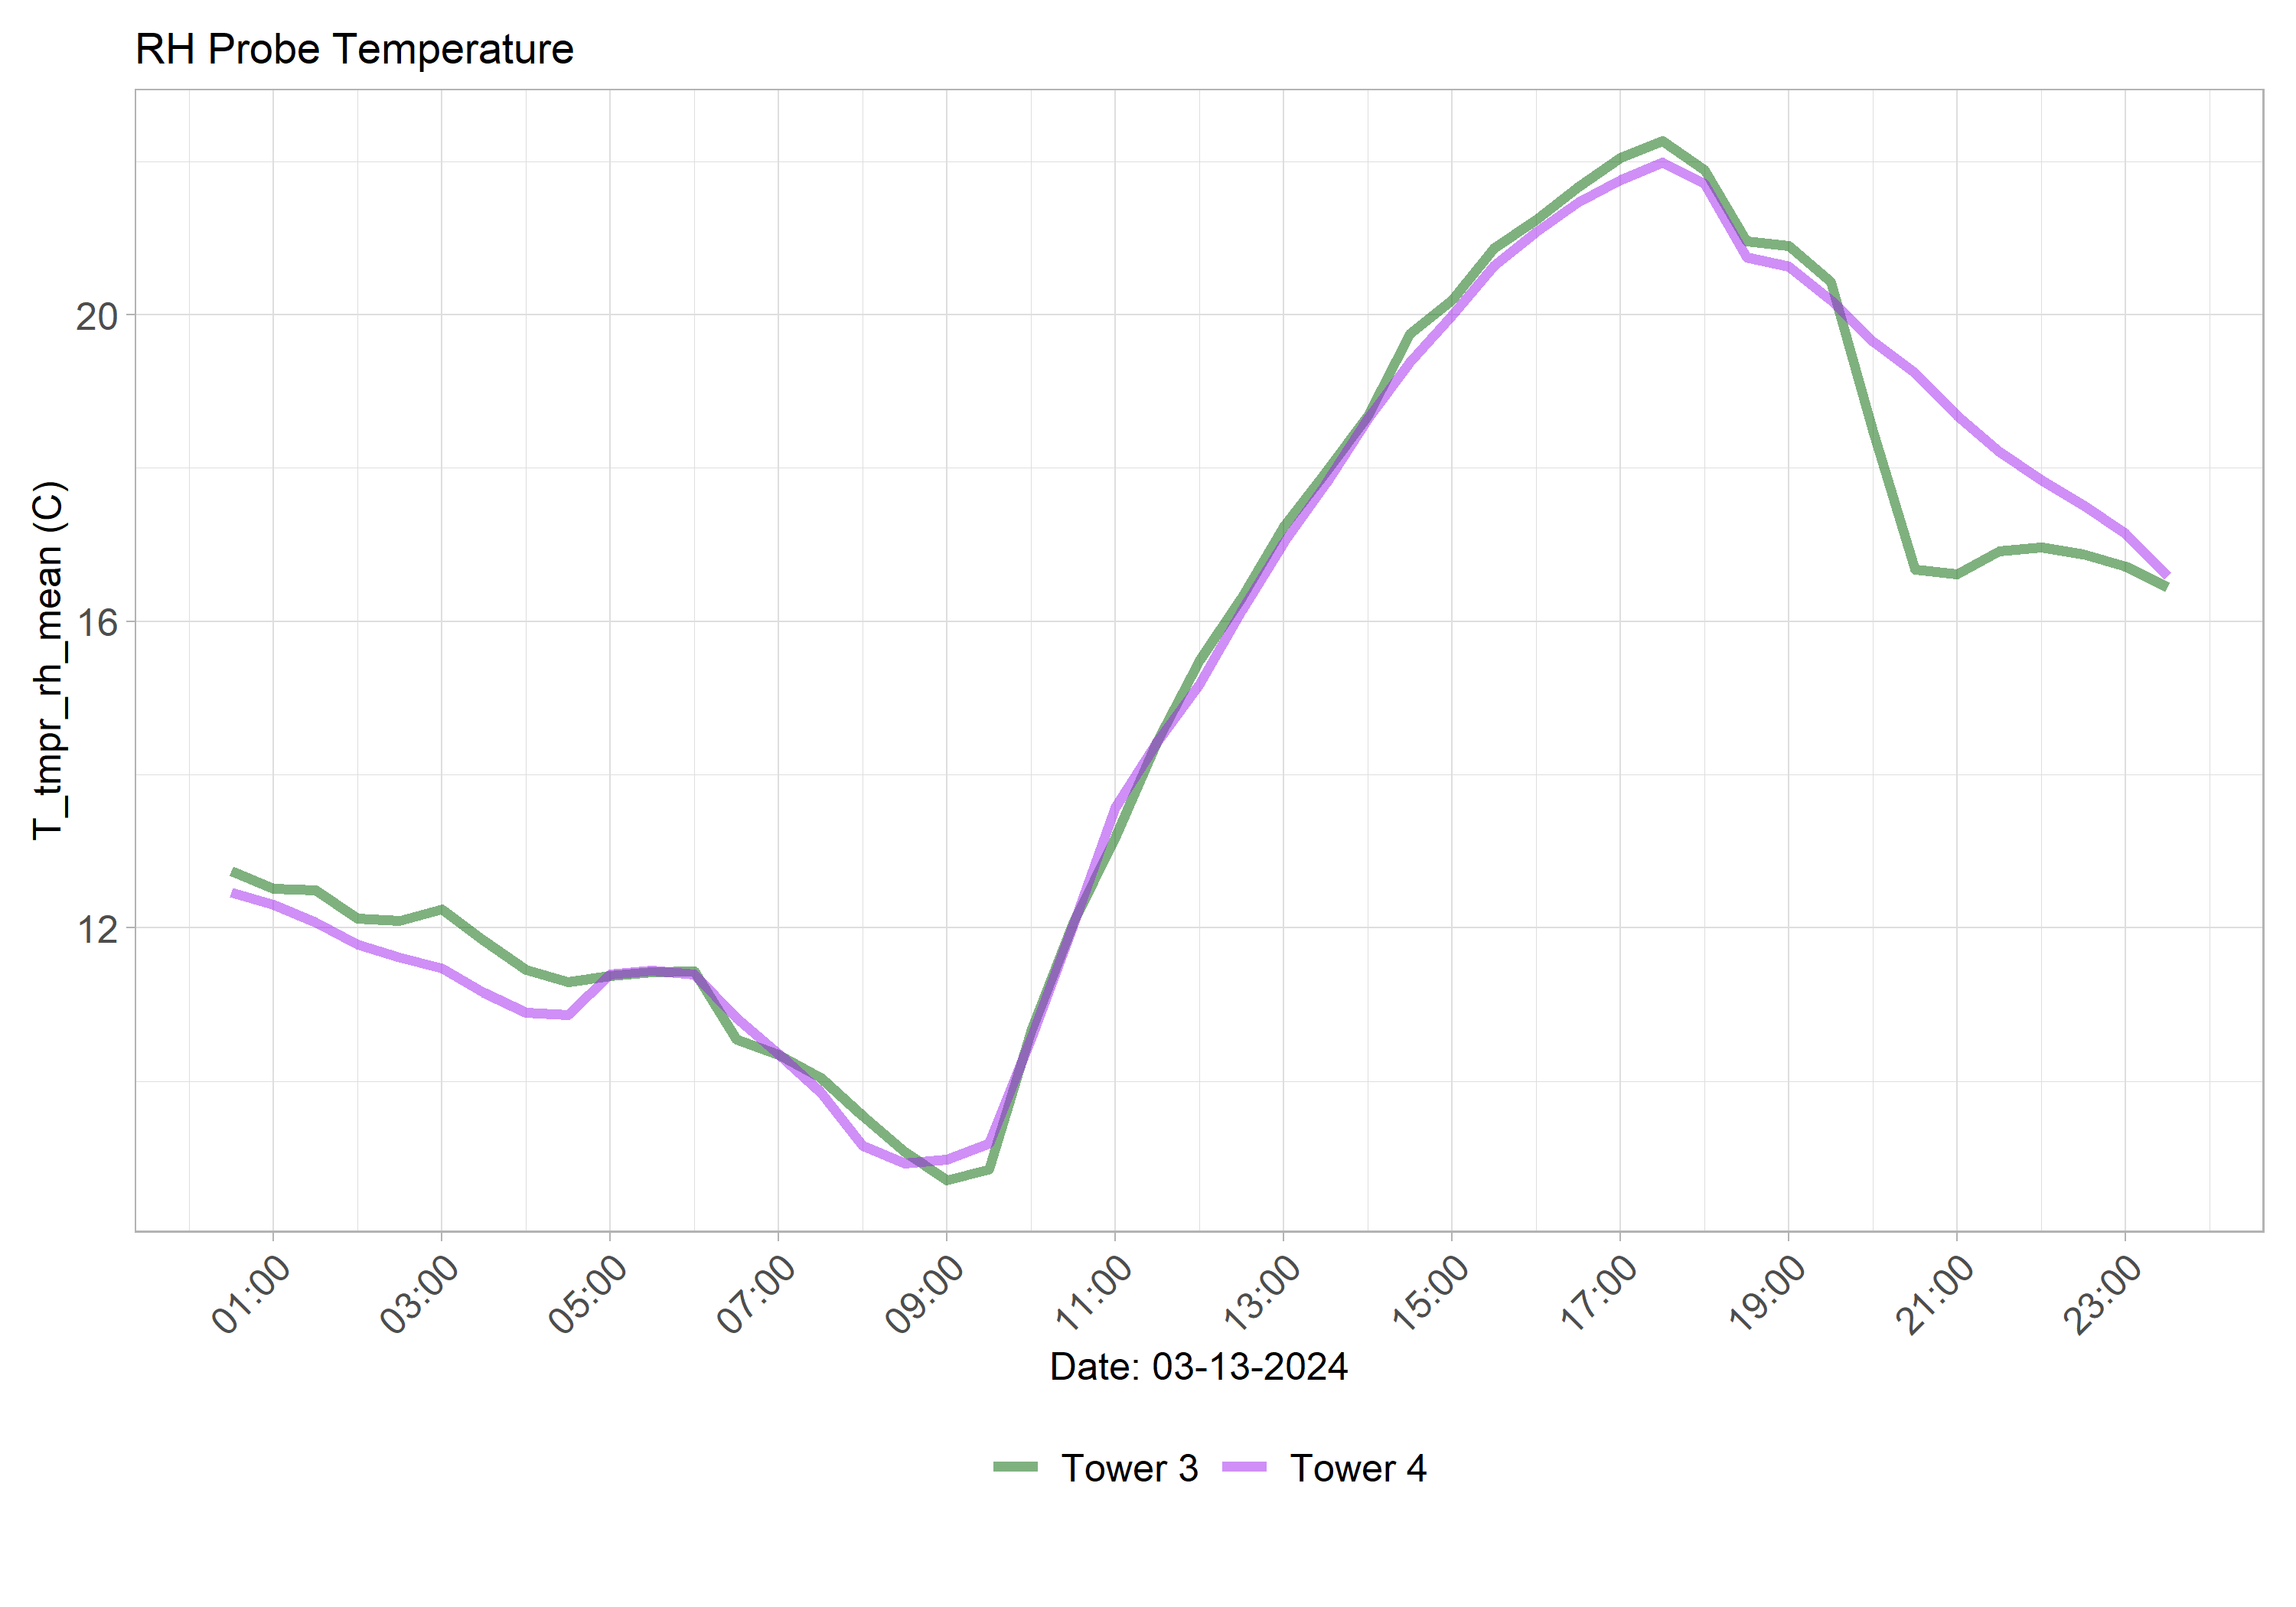 RH Probe Temperature
T_tmpr_rh_mean (C)
20
16
12
01:00 03:00 05:00 07:00 09:00 11:00 13:00 15:00 17:00 19:00 21:00 23:00
Date: 03-13-2024
Tower 3 Tower 4